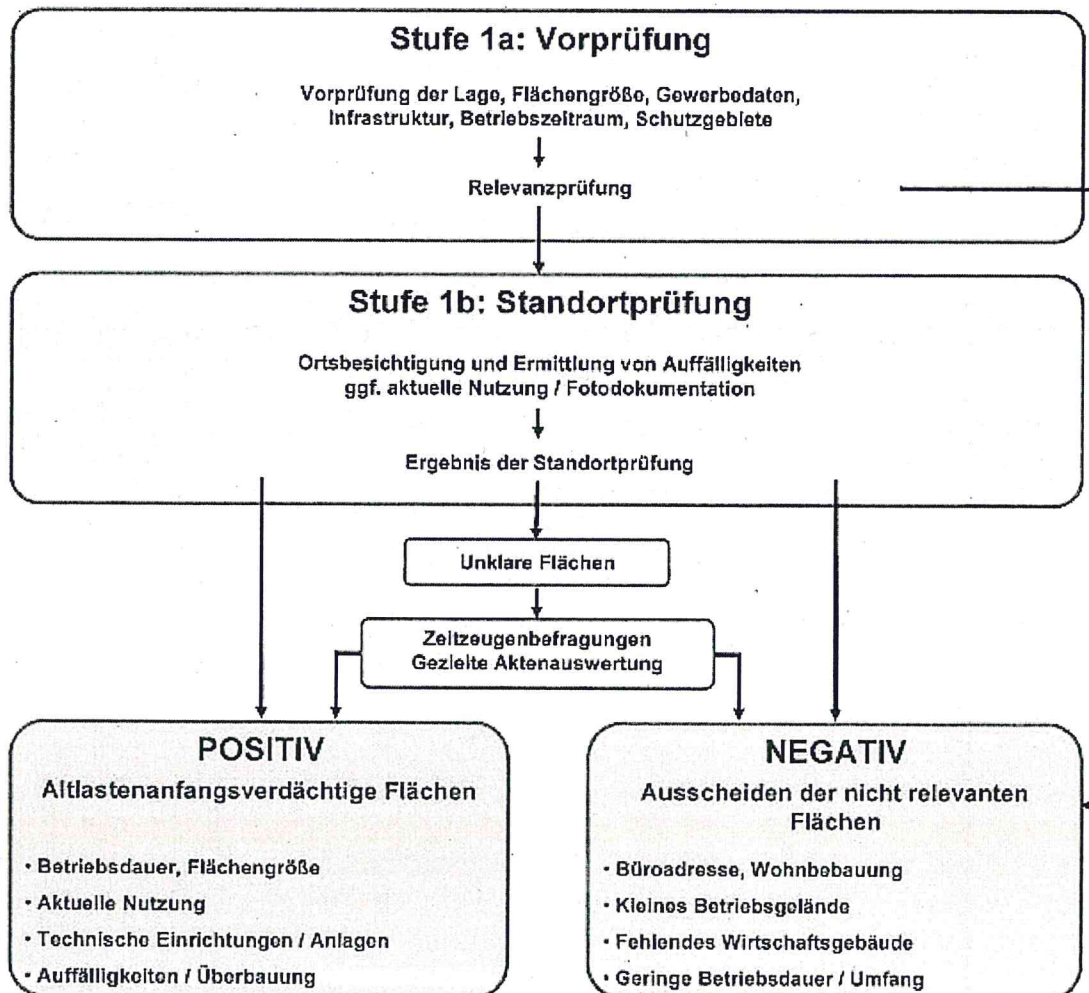 Stufe 1a: Vorprüfung
Vorprüfung der Lage, Flächengröße, Gewerbedaten,
Infrastruktur, Betriebszeitraum, Schutzgebiete
Relevanzprüfung
Stufe 1b: Standortprüfung
Ortsbesichtigung und Ermittlung von Auffälligkeiten
ggf. aktuelle Nutzung / Fotodokumentation
Ergebnis der Standortprüfung
Unklare Flächen
Zeitzeugenbefragungen
Gezielte Aktenauswertung
POSITIV
Altlastenanfangsverdächtige Flächen
• Betriebsdauer, Flächengröße
• Aktuelle Nutzung
• Technische Einrichtungen / Anlagen
• Auffälligkeiten / Überbauung
NEGATIV
Ausscheiden der nicht relevanten
Flächen
• Büroadresse, Wohnbebauung
• Kleines Betriebsgelände
• Fehlendes Wirtschaftsgebäude
• Geringe Betriebsdauer / Umfang